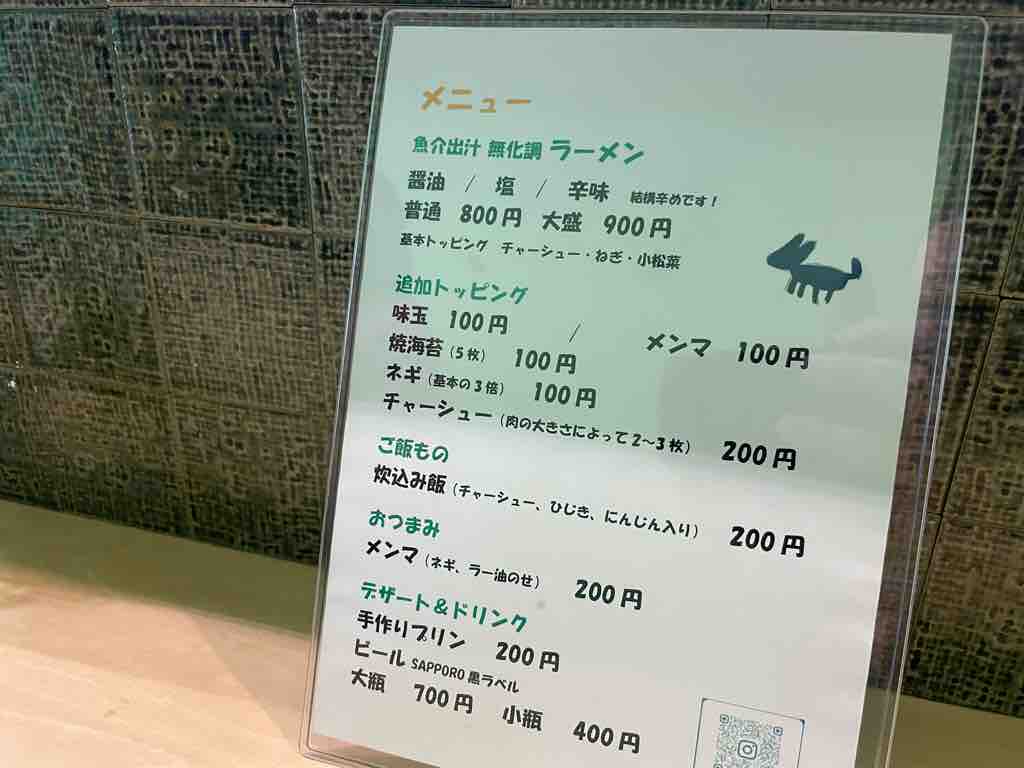 メニュー
魚介出汁 無化調 ラーメン
醤油 / 塩 / 辛味 結構辛めです!
普通 800円 大盛 900円
基本トッピング チャーシュー・ねぎ・小松菜
追加トッピング
味玉 100円 / メンマ 100円
焼海苔(5枚) 100円
ネギ(基本の3倍) 100円
チャーシュー(肉の大きさによって2〜3枚) 200円
ご飯もの
炊込み飯(チャーシュー、ひじき、にんじん入り) 200円
おつまみ
メンマ(ネギ、ラー油のせ) 200円
デザート&ドリンク
手作りプリン 200円
ビール SAPPORO 黒ラベル
大瓶 700円 小瓶 400円